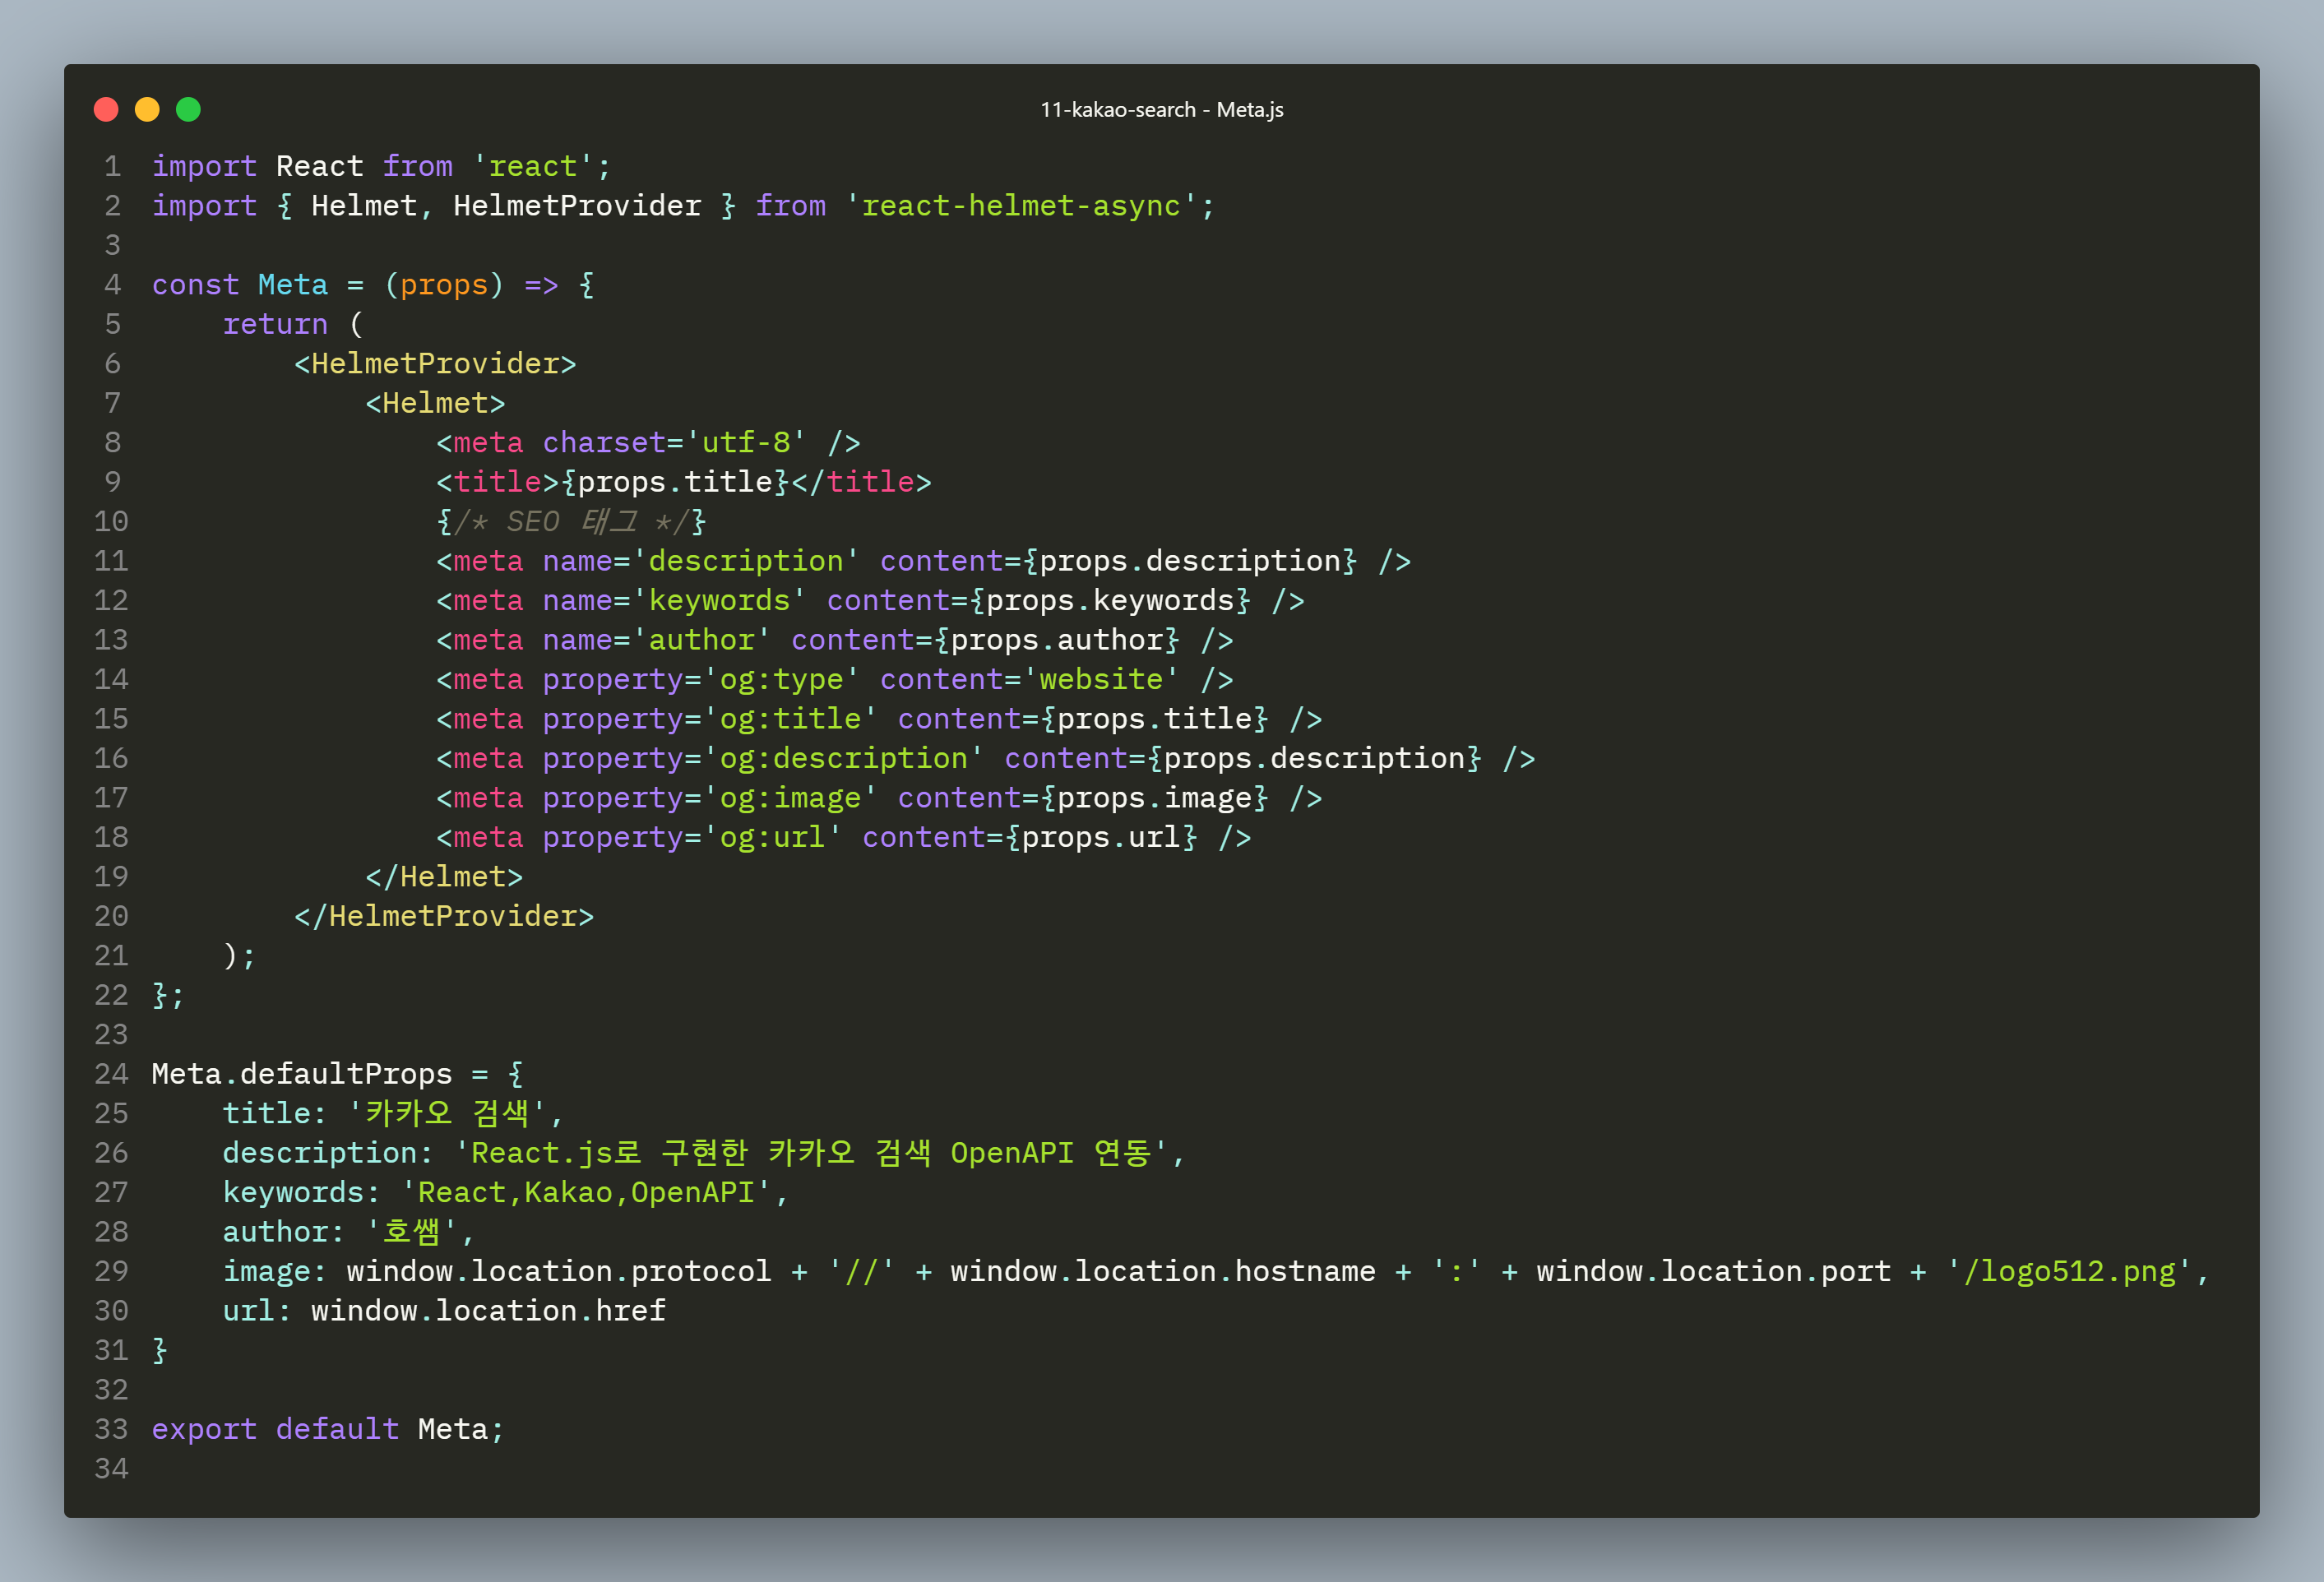 11-kakao-search - Meta.js
1 import React from 'react';
2 import { Helmet, HelmetProvider } from 'react-helmet-async';
3
4 const Meta = (props) => {
5     return (
6         <HelmetProvider>
7             <Helmet>
8                 <meta charset='utf-8' />
9                 <title>{props.title}</title>
10                 {/* SEO 태그 */}
11                 <meta name='description' content={props.description} />
12                 <meta name='keywords' content={props.keywords} />
13                 <meta name='author' content={props.author} />
14                 <meta property='og:type' content='website' />
15                 <meta property='og:title' content={props.title} />
16                 <meta property='og:description' content={props.description} />
17                 <meta property='og:image' content={props.image} />
18                 <meta property='og:url' content={props.url} />
19             </Helmet>
20         </HelmetProvider>
21     );
22 };
23
24 Meta.defaultProps = {
25     title: '카카오 검색',
26     description: 'React.js로 구현한 카카오 검색 OpenAPI 연동',
27     keywords: 'React,Kakao,OpenAPI',
28     author: '호쌤',
29     image: window.location.protocol + '//' + window.location.hostname + ':' + window.location.port + '/logo512.png',
30     url: window.location.href
31 }
32
33 export default Meta;
34